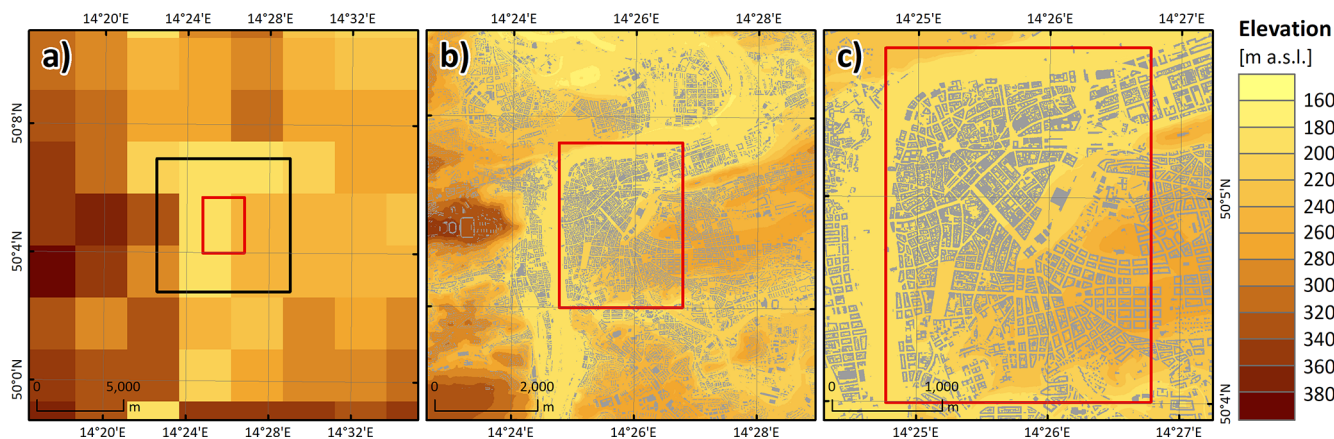 14°20'E 14°24'E 14°28'E 14°32'E
14°24'E 14°26'E 14°28'E
14°25'E 14°26'E 14°27'E
a)
b)
c)
50°8'N
50°4'N
50°0'N
0 5,000
m
14°20'E 14°24'E 14°28'E 14°32'E
0 2,000
m
14°24'E 14°26'E 14°28'E
0 1,000
m
14°25'E 14°26'E 14°27'E
50°5'N
50°4'N
Elevation
[m a.s.l.]
160
180
200
220
240
260
280
300
320
340
360
380